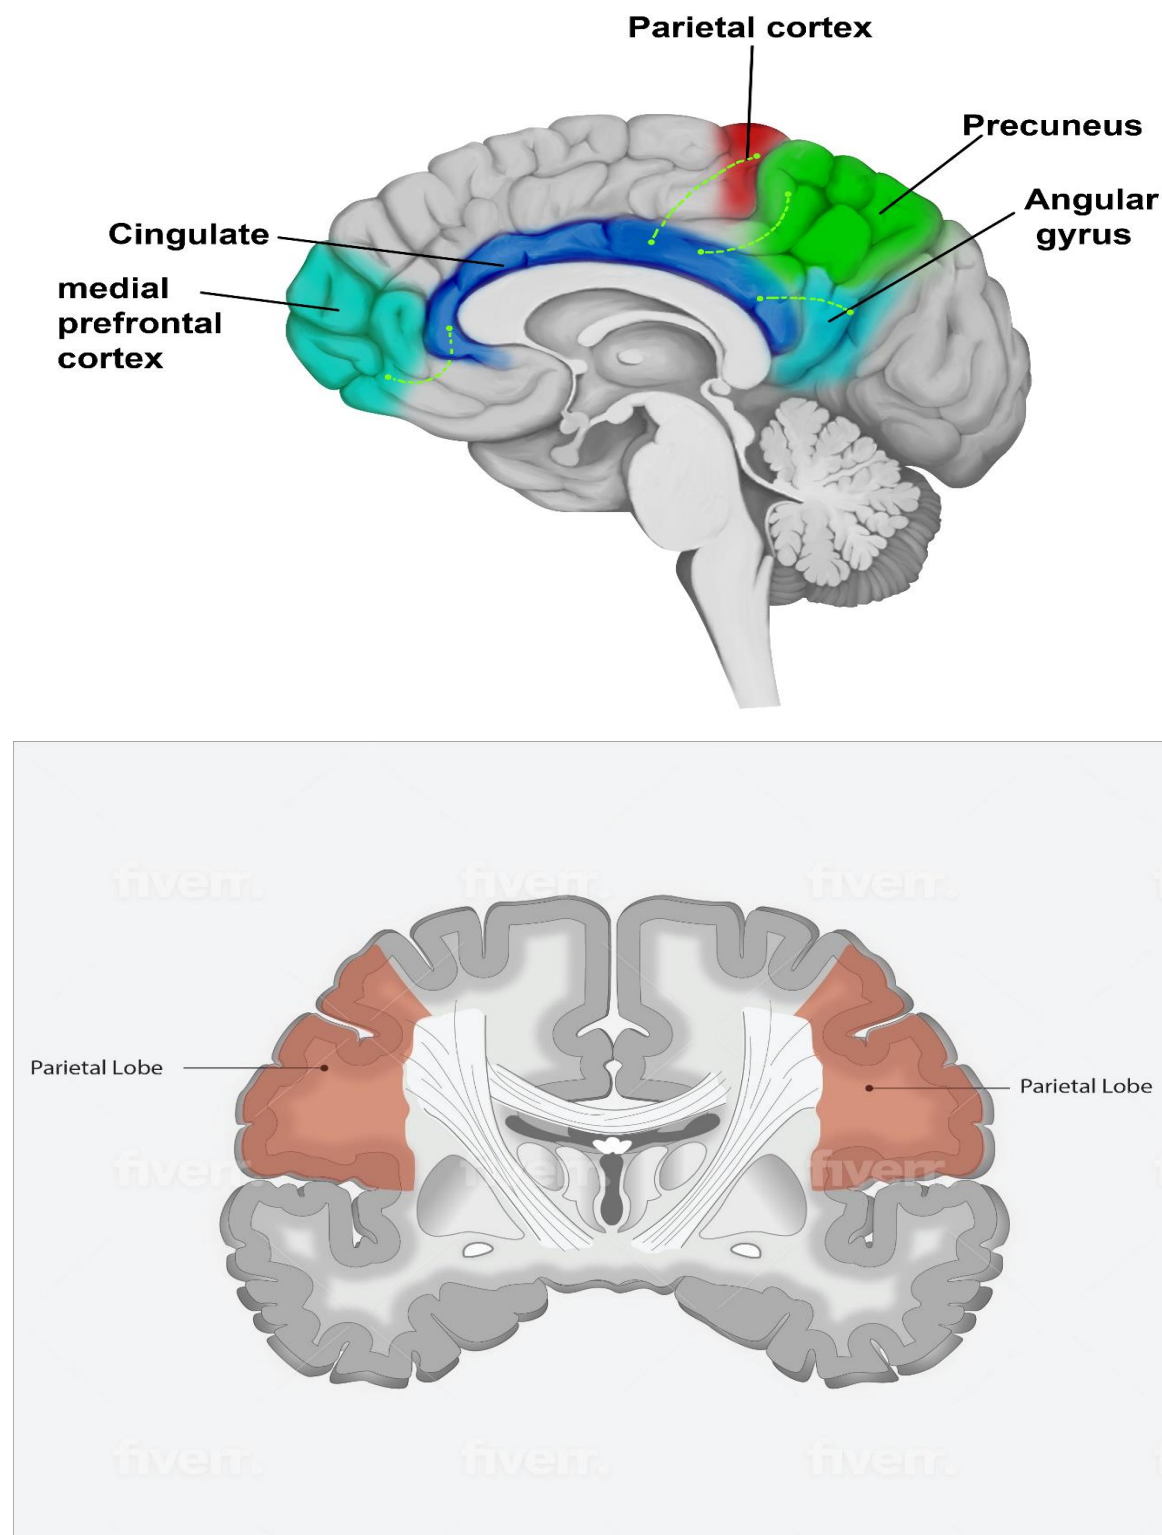 Parietal cortex
Precuneus
Angular
gyrus
Cingulate
medial
prefrontal
cortex
fiverr.
fiverr.
fiverr.
Parietal Lobe
Parietal Lobe
fiverr.
fiverr.
fiverr.
fiverr.
fiverr.
fiverr.